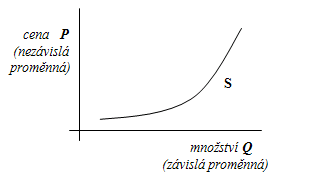 cena P
(nezávislá
proměnná)
S
množství Q
(závislá proměnná)